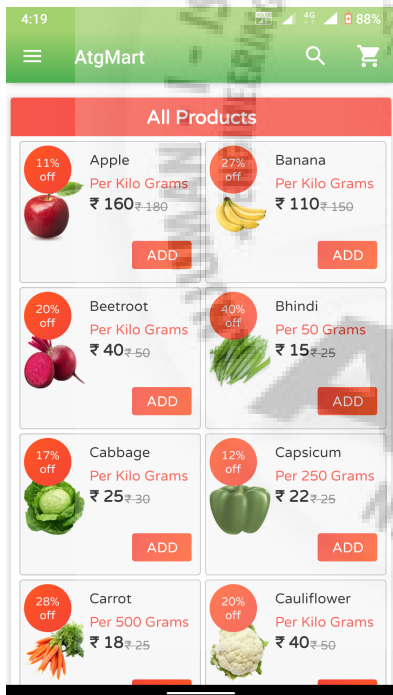 4:19
4G
88%
AtgMart
All Products
11% off
Apple
Per Kilo Grams
₹ 160 ₹ 180
ADD
27% off
Banana
Per Kilo Grams
₹ 110 ₹ 150
ADD
20% off
Beetroot
Per Kilo Grams
₹ 40 ₹ 50
ADD
40% off
Bhindi
Per 50 Grams
₹ 15 ₹ 25
ADD
17% off
Cabbage
Per Kilo Grams
₹ 25 ₹ 30
ADD
12% off
Capsicum
Per 250 Grams
₹ 22 ₹ 25
ADD
28% off
Carrot
Per 500 Grams
₹ 18 ₹ 25
20% off
Cauliflower
Per Kilo Grams
₹ 40 ₹ 50